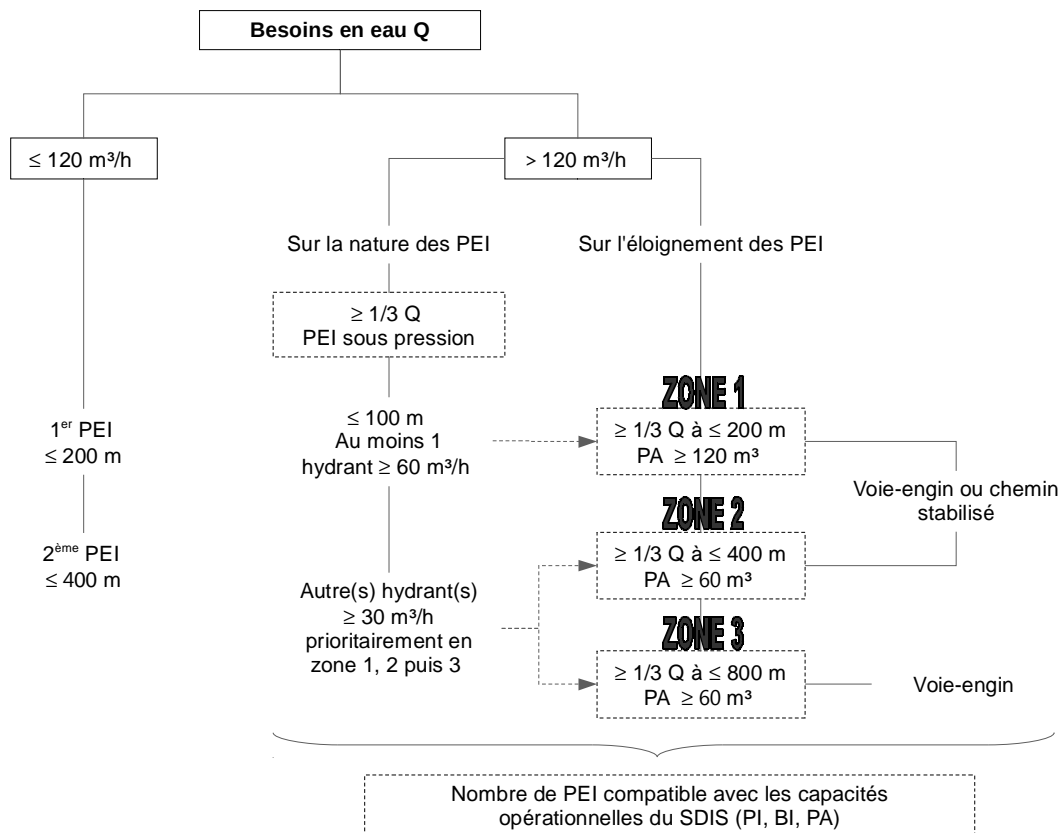 Besoins en eau Q
≤ 120 m³/h
> 120 m³/h
Sur la nature des PEI
Sur l'éloignement des PEI
≥ 1/3 Q
PEI sous pression
ZONE 1
≤ 100 m
Au moins 1
hydrant ≥ 60 m³/h
≥ 1/3 Q à ≤ 200 m
PA ≥ 120 m³
1er PEI
≤ 200 m
Voie-engin ou chemin
stabilisé
ZONE 2
2ème PEI
≤ 400 m
≥ 1/3 Q à ≤ 400 m
PA ≥ 60 m³
Autre(s) hydrant(s)
≥ 30 m³/h
prioritairement en
zone 1, 2 puis 3
ZONE 3
≥ 1/3 Q à ≤ 800 m
PA ≥ 60 m³
Voie-engin
Nombre de PEI compatible avec les capacités
opérationnelles du SDIS (PI, BI, PA)